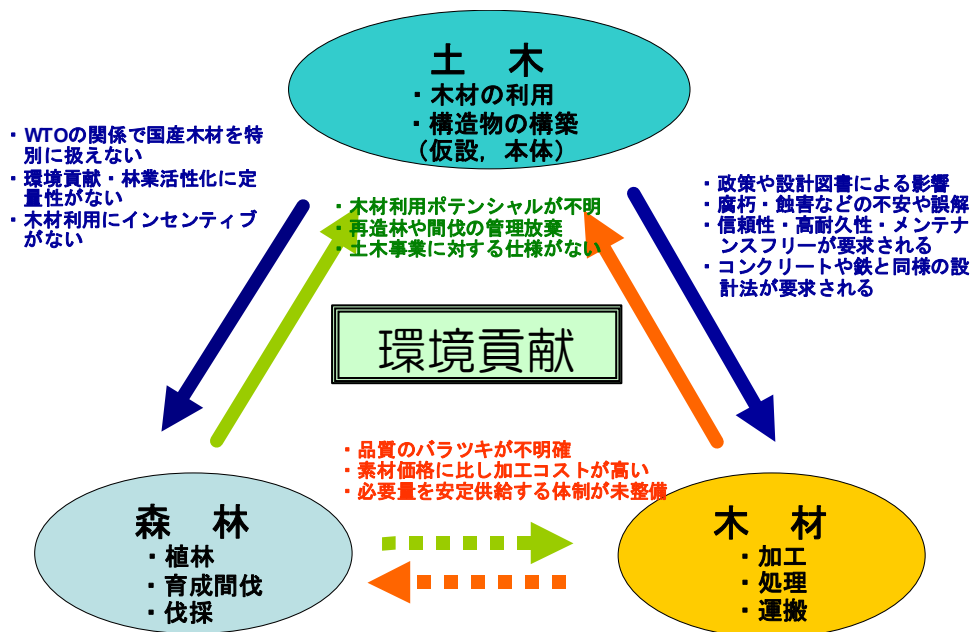 土　木
・木材の利用
・構造物の構築
（仮設，本体）
・WTOの関係で国産木材を特
別に扱えない
・環境貢献・林業活性化に定
量性がない
・木材利用にインセンティブ
がない
・木材利用ポテンシャルが不明
・再造林や間伐の管理放棄
・土木事業に対する仕様がない
・政策や設計図書による影響
・腐朽・蝕害などの不安や誤解
・信頼性・高耐久性・メンテナ
ンスフリーが要求される
・コンクリートや鉄と同様の設
計法が要求される
環境貢献
・品質のバラツキが不明確
・素材価格に比し加工コストが高い
・必要量を安定供給する体制が未整備
森　林
・植林
・育成間伐
・伐採
木　材
・加工
・処理
・運搬